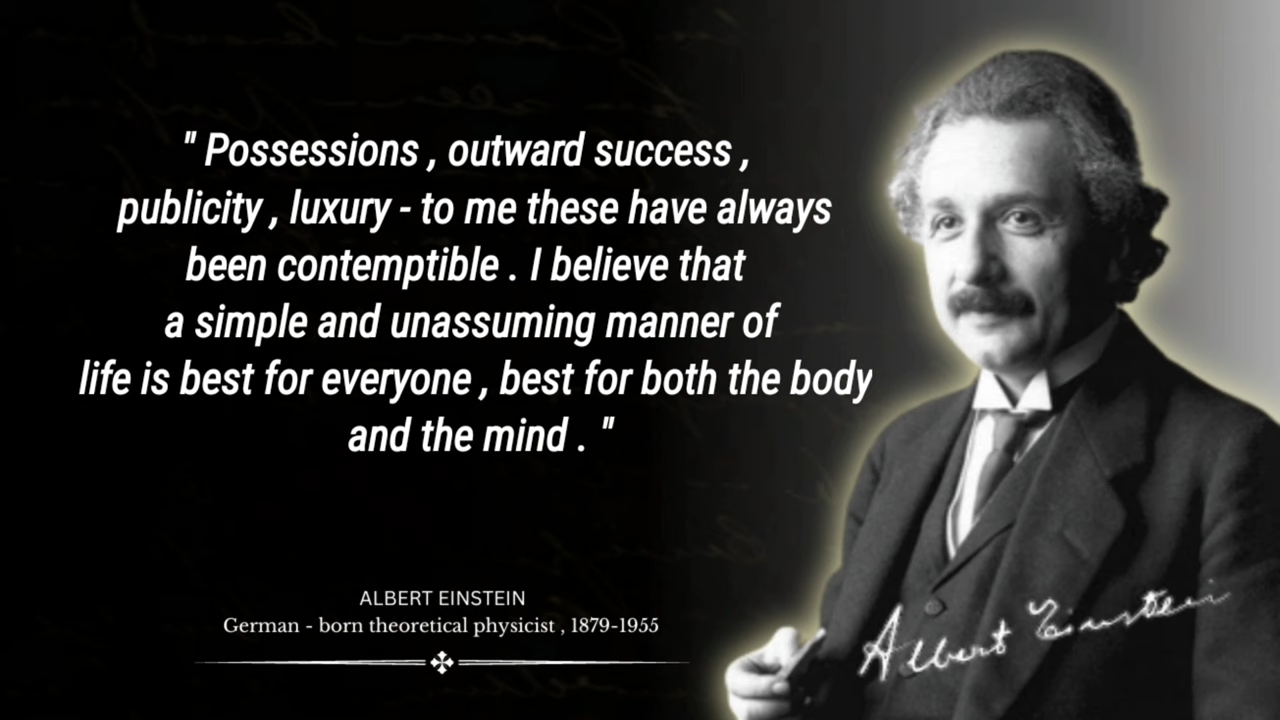 " Possessions , outward success ,
publicity , luxury - to me these have always
been contemptible . I believe that
a simple and unassuming manner of
life is best for everyone , best for both the body
and the mind . "
ALBERT EINSTEIN
German - born theoretical physicist , 1879-1955
Albert Einstein